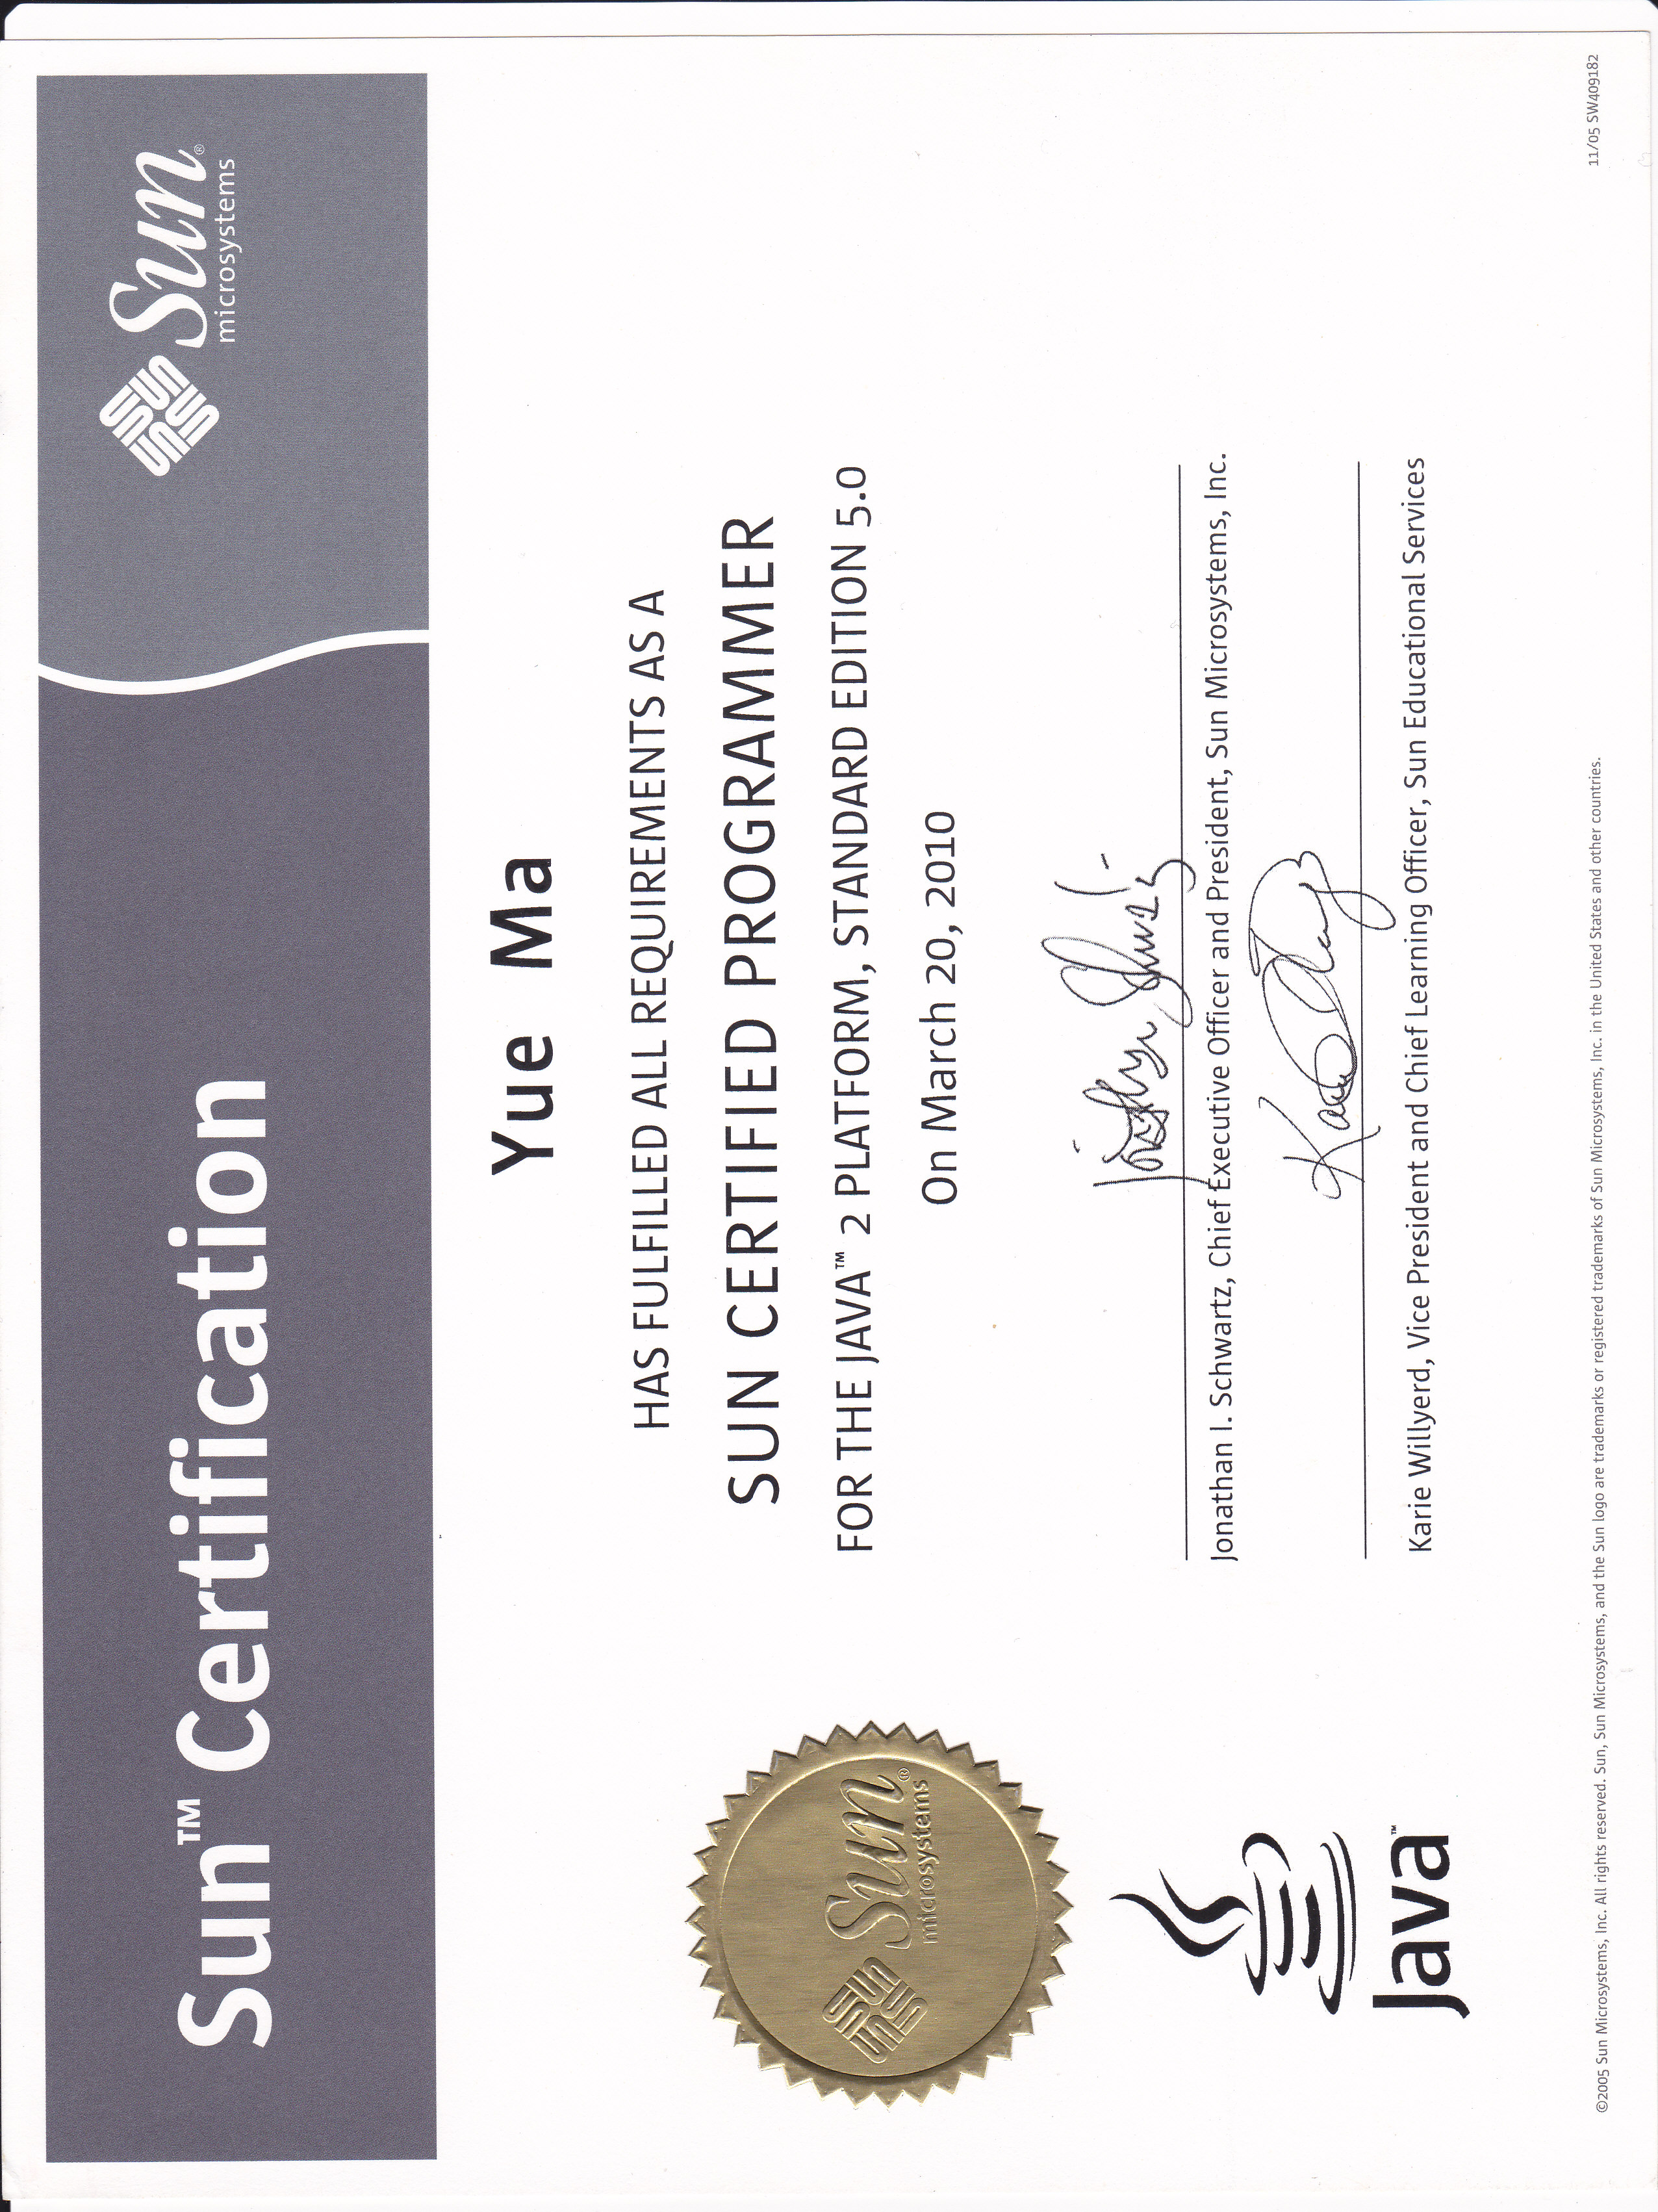 Sun™ Certification
Sun®
microsystems
Yue Ma
HAS FULFILLED ALL REQUIREMENTS AS A
SUN CERTIFIED PROGRAMMER
FOR THE JAVA™ 2 PLATFORM, STANDARD EDITION 5.0
On March 20, 2010
Jonathan I. Schwartz, Chief Executive Officer and President, Sun Microsystems, Inc.
Karie Willyerd, Vice President and Chief Learning Officer, Sun Educational Services
Sun®
microsystems
Java™
©2005 Sun Microsystems, Inc. All rights reserved. Sun, Sun Microsystems, and the Sun logo are trademarks or registered trademarks of Sun Microsystems, Inc. in the United States and other countries.
11/05 SW409182